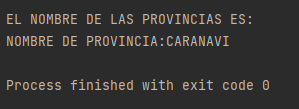 EL NOMBRE DE LAS PROVINCIAS ES:
NOMBRE DE PROVINCIA:CARANAVI
Process finished with exit code 0